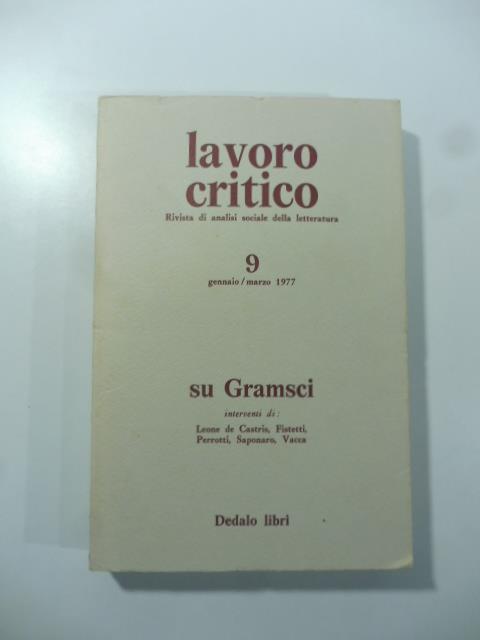 lavoro
critico
Rivista di analisi sociale della letteratura
9
gennaio/marzo 1977
su Gramsci
interventi di:
Leone de Castris, Fistetti,
Perrotti, Saponaro, Vacca
Dedalo libri